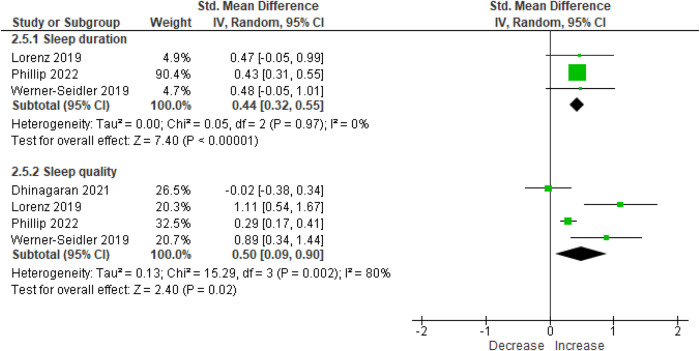 Std. Mean Difference Std. Mean Difference
Study or Subgroup Weight IV, Random, 95% CI IV, Random, 95% CI
2.5.1 Sleep duration
Lorenz 2019 4.9% 0.47 [-0.05, 0.99]
Phillip 2022 90.4% 0.43 [0.31, 0.55]
Werner-Seidler 2019 4.7% 0.48 [-0.05, 1.01]
Subtotal (95% CI) 100.0% 0.44 [0.32, 0.55]
Heterogeneity: Tau² = 0.00; Chi² = 0.05, df = 2 (P = 0.97); I² = 0%
Test for overall effect: Z = 7.40 (P < 0.00001)
2.5.2 Sleep quality
Dhinagaran 2021 26.5% -0.02 [-0.38, 0.34]
Lorenz 2019 20.3% 1.11 [0.54, 1.67]
Phillip 2022 32.5% 0.29 [0.17, 0.41]
Werner-Seidler 2019 20.7% 0.89 [0.34, 1.44]
Subtotal (95% CI) 100.0% 0.50 [0.09, 0.90]
Heterogeneity: Tau² = 0.13; Chi² = 15.29, df = 3 (P = 0.002); I² = 80%
Test for overall effect: Z = 2.40 (P = 0.02)
-2 -1 0 1 2
Decrease Increase